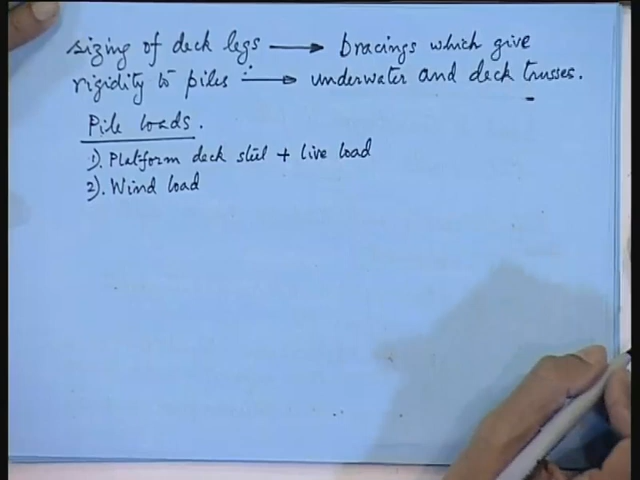 sizing of deck legs → bracings which give
rigidity to piles → underwater and deck trusses.
Pile loads.
1). Platform deck steel + live load
2). Wind load